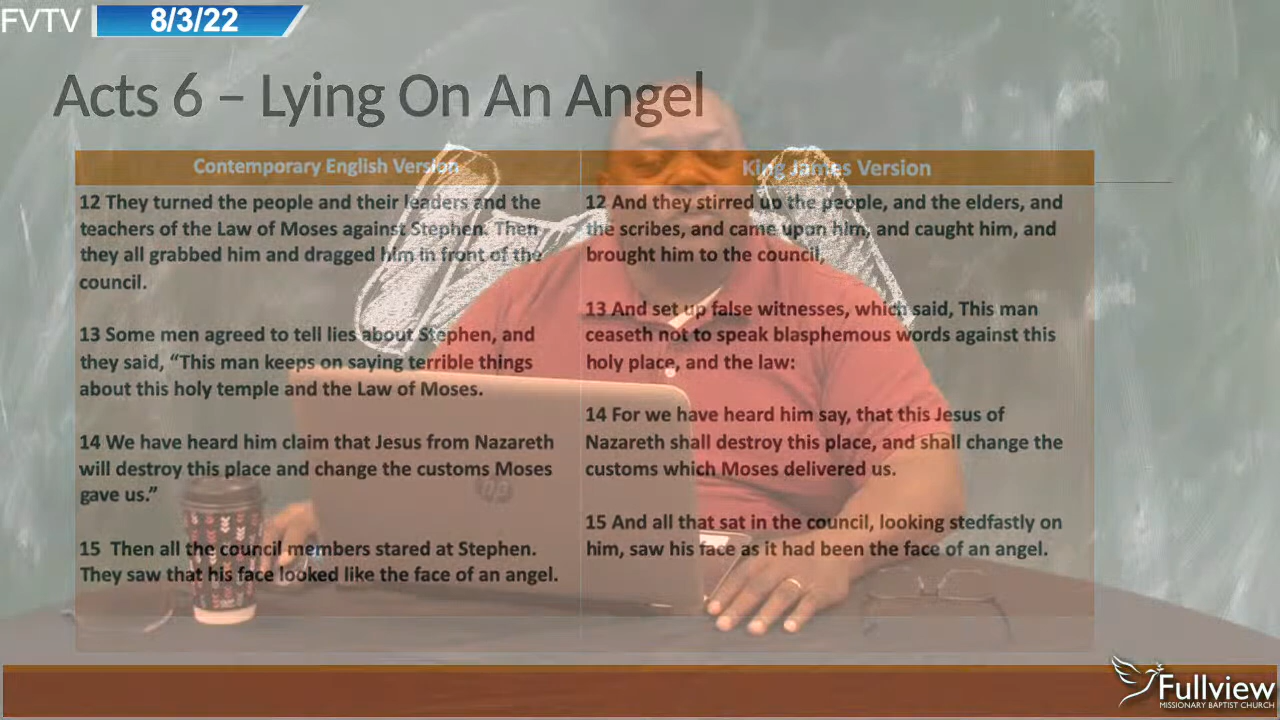 FVTV
8/3/22
Acts 6 – Lying On An Angel
Contemporary English Version
12 They turned the people and their leaders and the
teachers of the Law of Moses against Stephen. Then
they all grabbed him and dragged him in front of the
council.
13 Some men agreed to tell lies about Stephen, and
they said, “This man keeps on saying terrible things
about this holy temple and the Law of Moses.
14 We have heard him claim that Jesus from Nazareth
will destroy this place and change the customs Moses
gave us.”
15 Then all the council members stared at Stephen.
They saw that his face looked like the face of an angel.
King James Version
12 And they stirred up the people, and the elders, and
the scribes, and came upon him, and caught him, and
brought him to the council,
13 And set up false witnesses, which said, This man
ceaseth not to speak blasphemous words against this
holy place, and the law:
14 For we have heard him say, that this Jesus of
Nazareth shall destroy this place, and shall change the
customs which Moses delivered us.
15 And all that sat in the council, looking stedfastly on
him, saw his face as it had been the face of an angel.
hp
Fullview
MISSIONARY BAPTIST CHURCH